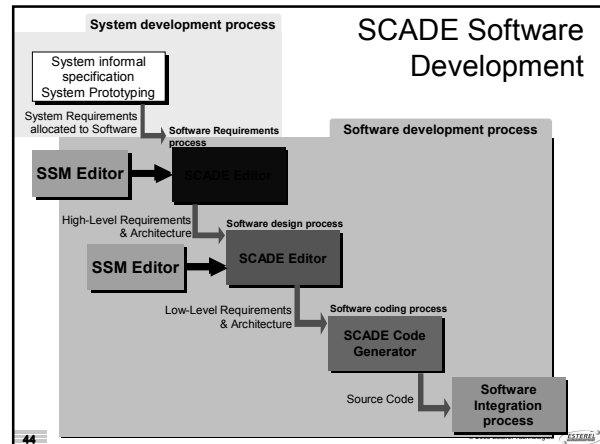 System development process
SCADE Software
Development
System informal
specification
System Prototyping
System Requirements
allocated to Software
Software Requirements
process
Software development process
SSM Editor
SCADE Editor
High-Level Requirements
& Architecture
Software design process
SSM Editor
SCADE Editor
Low-Level Requirements
& Architecture
Software coding process
SCADE Code
Generator
Source Code
Software
Integration
process
44
ESTEREL